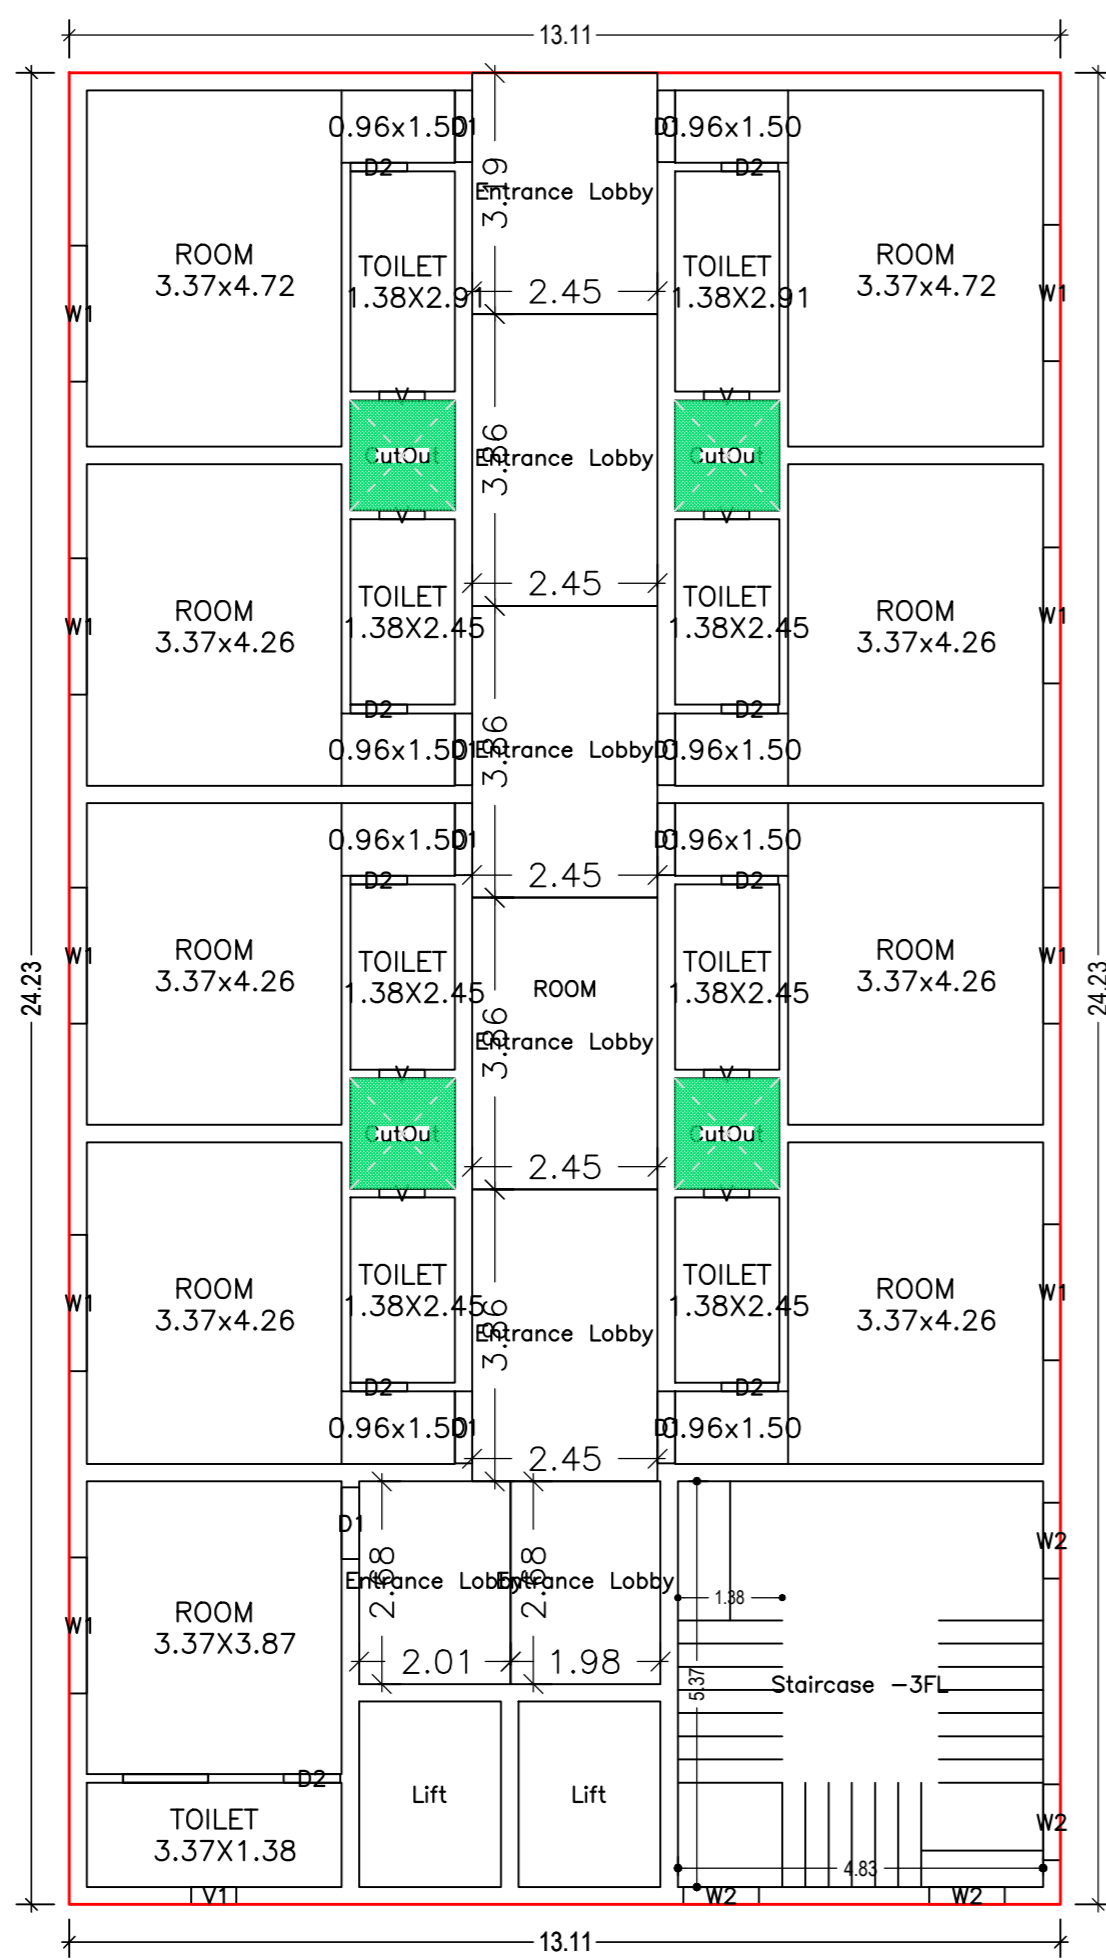 13.11
0.96x1.50
D1
D1
0.96x1.50
D2
D2
3.19
Entrance Lobby
ROOM
3.37x4.72
TOILET
1.38X2.91
2.45
TOILET
1.38X2.91
ROOM
3.37x4.72
W1
W1
V
V
CutOut
3.86
Entrance Lobby
CutOut
V
V
ROOM
3.37x4.26
TOILET
1.38X2.45
2.45
TOILET
1.38X2.45
ROOM
3.37x4.26
W1
W1
D2
D2
0.96x1.50
D1
3.86
Entrance Lobby
D1
0.96x1.50
0.96x1.50
D1
D1
0.96x1.50
D2
2.45
D2
24.23
24.23
W1
ROOM
3.37x4.26
TOILET
1.38X2.45
ROOM
3.86
Entrance Lobby
TOILET
1.38X2.45
ROOM
3.37x4.26
W1
V
V
CutOut
CutOut
2.45
V
V
W1
ROOM
3.37x4.26
TOILET
1.38X2.45
3.86
Entrance Lobby
TOILET
1.38X2.45
ROOM
3.37x4.26
W1
D2
D2
0.96x1.50
D1
D1
0.96x1.50
2.45
D1
W2
2.68
Entrance Lobby
2.68
Entrance Lobby
1.38
W1
ROOM
3.37X3.87
2.01
1.98
5.37
Staircase -3FL
D2
TOILET
3.37X1.38
Lift
Lift
W2
4.83
V1
W2
W2
13.11